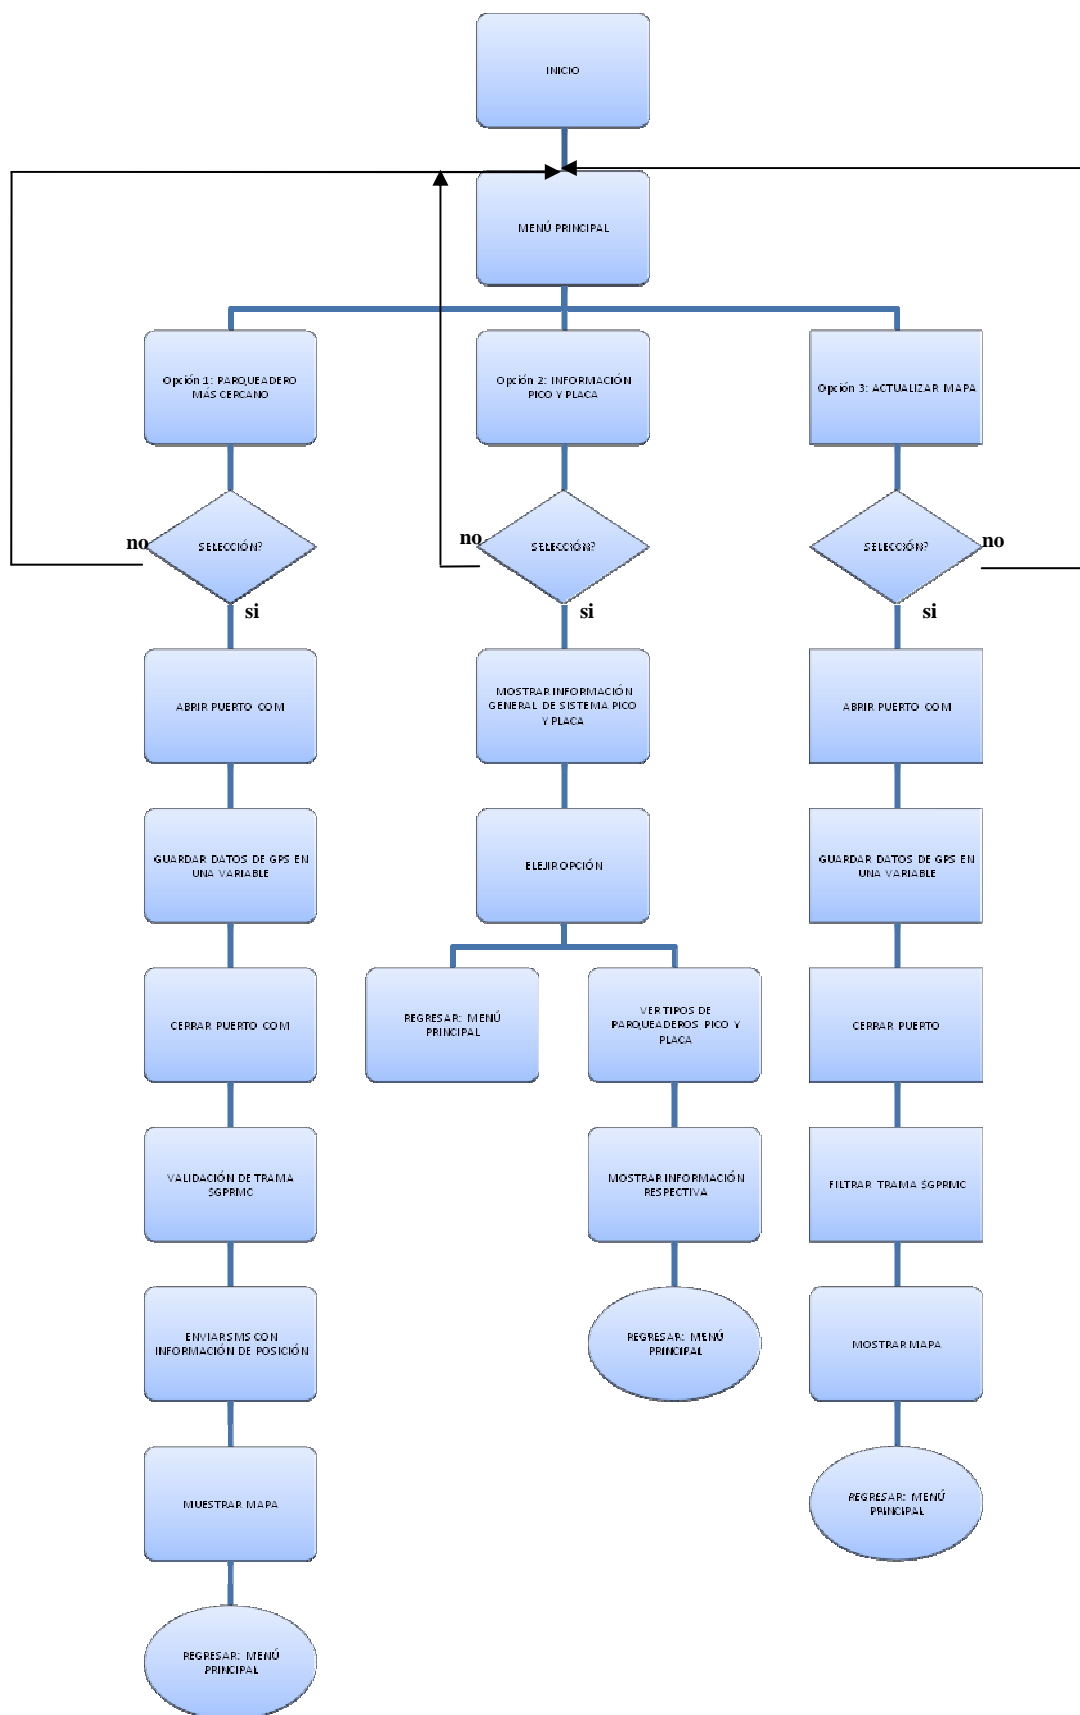 INICIO
MENÚ PRINCIPAL
Opción 1: PARQUEADERO
MÁS CERCANO
Opción 2: INFORMACIÓN
PICO Y PLACA
Opción 3: ACTUALIZAR MAPA
no
SELECCIÓN?
no
SELECCIÓN?
SELECCIÓN?
no
si
si
si
ABRIR PUERTO COM
MOSTRAR INFORMACIÓN
GENERAL DE SISTEMA PICO
Y PLACA
ABRIR PUERTO COM
GUARDAR DATOS DE GPS EN
UNA VARIABLE
ELEJIR OPCIÓN
GUARDAR DATOS DE GPS EN
UNA VARIABLE
CERRAR PUERTO COM
REGRESAR: MENÚ
PRINCIPAL
VER TIPOS DE
PARQUEADEROS PICO Y
PLACA
CERRAR PUERTO
VALIDACIÓN DE TRAMA
$GPRMC
MOSTRAR INFORMACIÓN
RESPECTIVA
FILTRAR TRAMA $GPRMC
ENVIAR SMS CON
INFORMACIÓN DE POSICIÓN
REGRESAR: MENÚ
PRINCIPAL
MOSTRAR MAPA
MUESTRAR MAPA
REGRESAR: MENÚ
PRINCIPAL
REGRESAR: MENÚ
PRINCIPAL